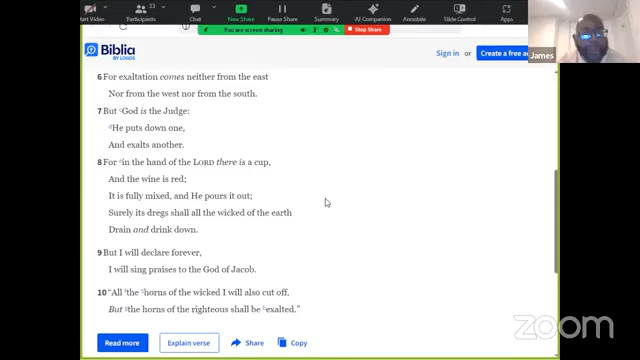 Start Video
Participants
33
Chat
New Share
Pause Share
Summary
AI Companion
Annotate
Slide Control
Apps
You are screen sharing
Stop Share
Biblia
BY LOGOS
Sign in or Create a free
James
6 For exaltation comes neither from the east
Nor from the west nor from the south.
7 But God is the Judge:
He puts down one,
And exalts another.
8 For in the hand of the LORD there is a cup,
And the wine is red;
It is fully mixed, and He pours it out;
Surely its dregs shall all the wicked of the earth
Drain and drink down.
9 But I will declare forever,
I will sing praises to the God of Jacob.
10 “All the horns of the wicked I will also cut off,
But the horns of the righteous shall be exalted.”
Read more
Explain verse
Share
Copy
zoom